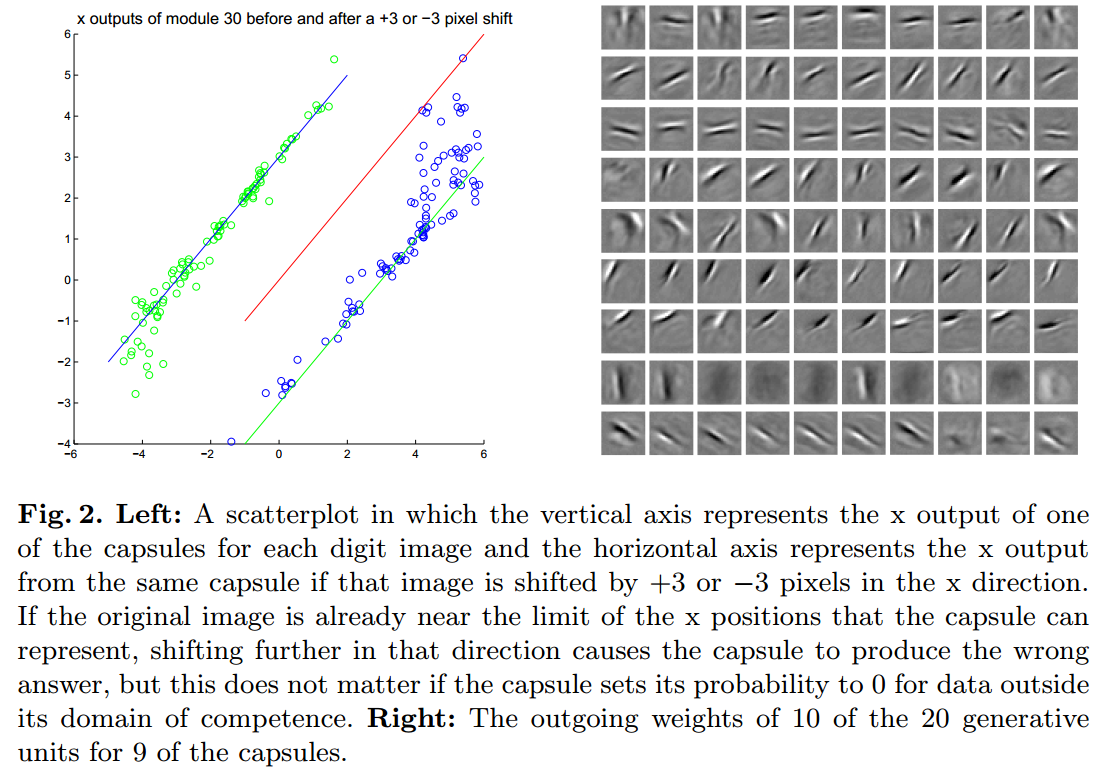 x outputs of module 30 before and after a +3 or −3 pixel shift
6
5
4
3
2
1
0
−1
−2
−3
−4
−6 −4 −2 0 2 4 6
Fig. 2. Left: A scatterplot in which the vertical axis represents the x output of one
of the capsules for each digit image and the horizontal axis represents the x output
from the same capsule if that image is shifted by +3 or −3 pixels in the x direction.
If the original image is already near the limit of the x positions that the capsule can
represent, shifting further in that direction causes the capsule to produce the wrong
answer, but this does not matter if the capsule sets its probability to 0 for data outside
its domain of competence. Right: The outgoing weights of 10 of the 20 generative
units for 9 of the capsules.